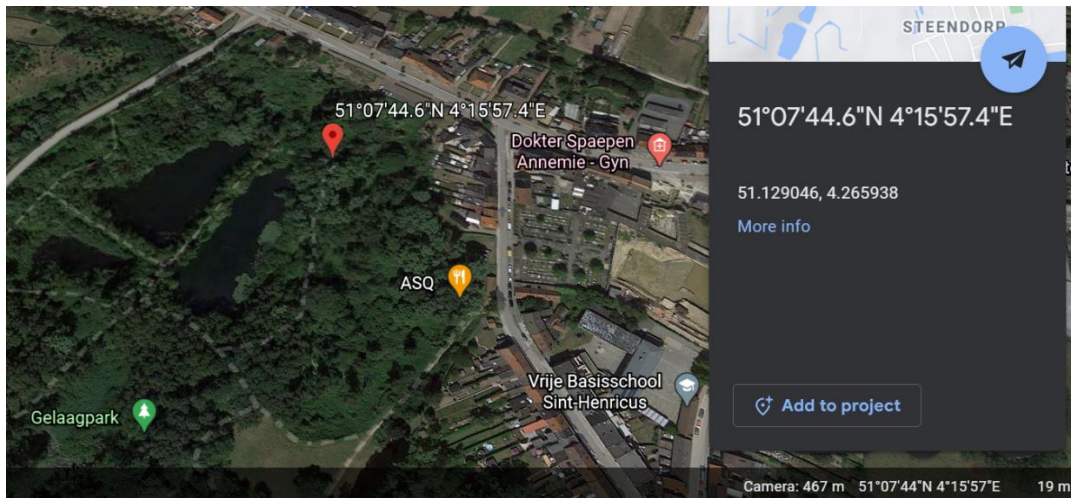 STEENDORP
51°07'44.6"N 4°15'57.4"E
51°07'44.6"N 4°15'57.4"E
Dokter Spaepen
Annemie - Gyn
51.129046, 4.265938
More info
ASQ
Vrije Basisschool
Sint-Henricus
Gelaagpark
Add to project
Camera: 467 m 51°07'44"N 4°15'57"E 19 m